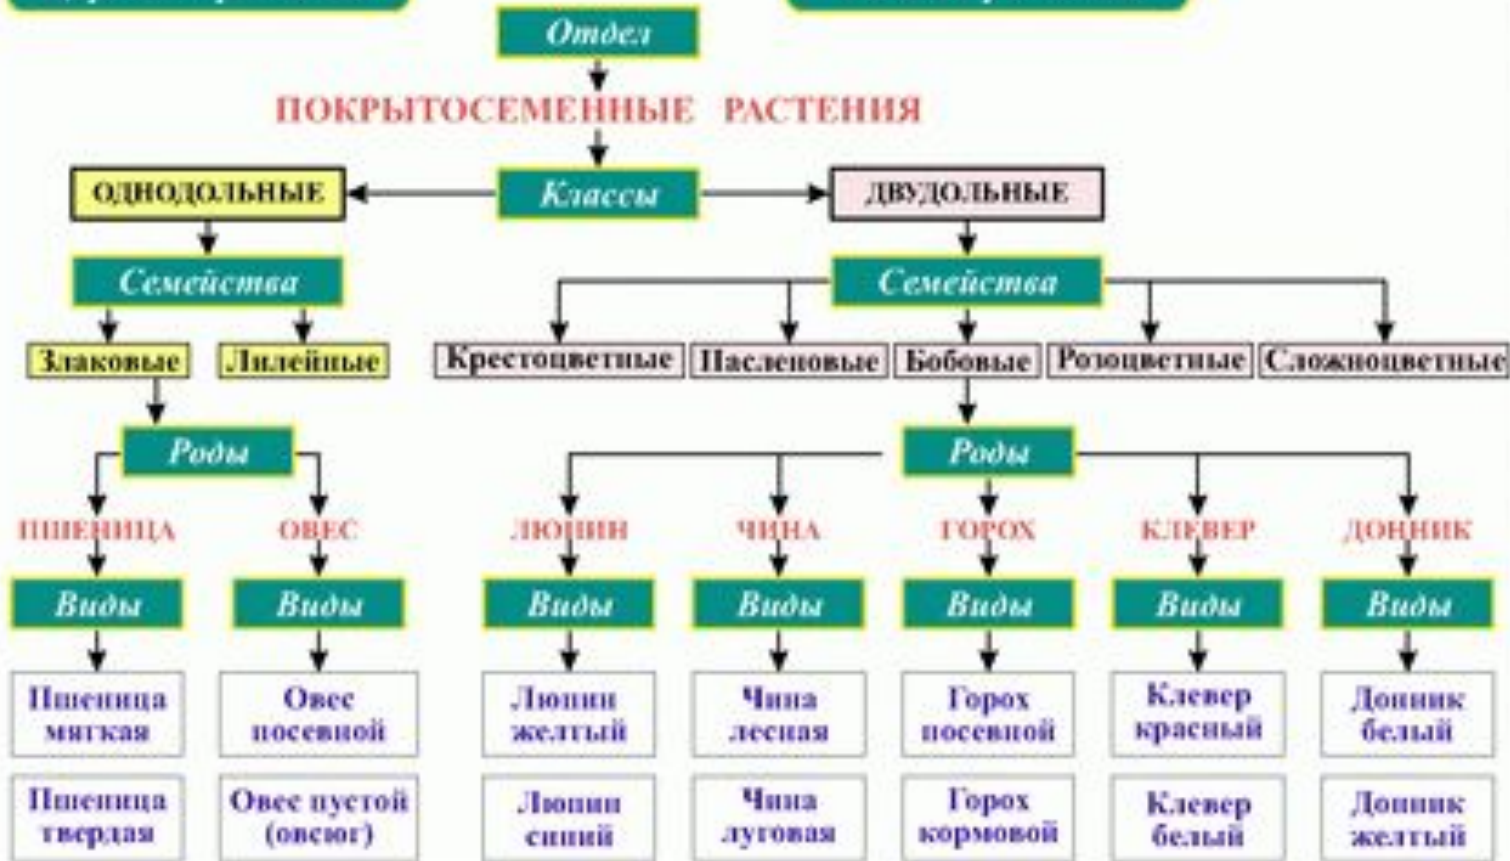 Отдел
ПОКРЫТОСЕМЕННЫЕ РАСТЕНИЯ
ОДНОДОЛЬНЫЕ
Классы
ДВУДОЛЬНЫЕ
Семейства
Семейства
Злаковые
Лилейные
Крестоцветные
Пасленовые
Бобовые
Розоцветные
Сложноцветные
Роды
Роды
ПШЕНИЦА
ОВЕС
ЛЮПИН
ЧИНА
ГОРОХ
КЛЕВЕР
ДОННИК
Виды
Виды
Виды
Виды
Виды
Виды
Виды
Пшеница
мягкая
Овес
посевной
Люпин
желтый
Чина
лесная
Горох
посевной
Клевер
красный
Донник
белый
Пшеница
твердая
Овес пустой
(овсюг)
Люпин
синий
Чина
луговая
Горох
кормовой
Клевер
белый
Донник
желтый